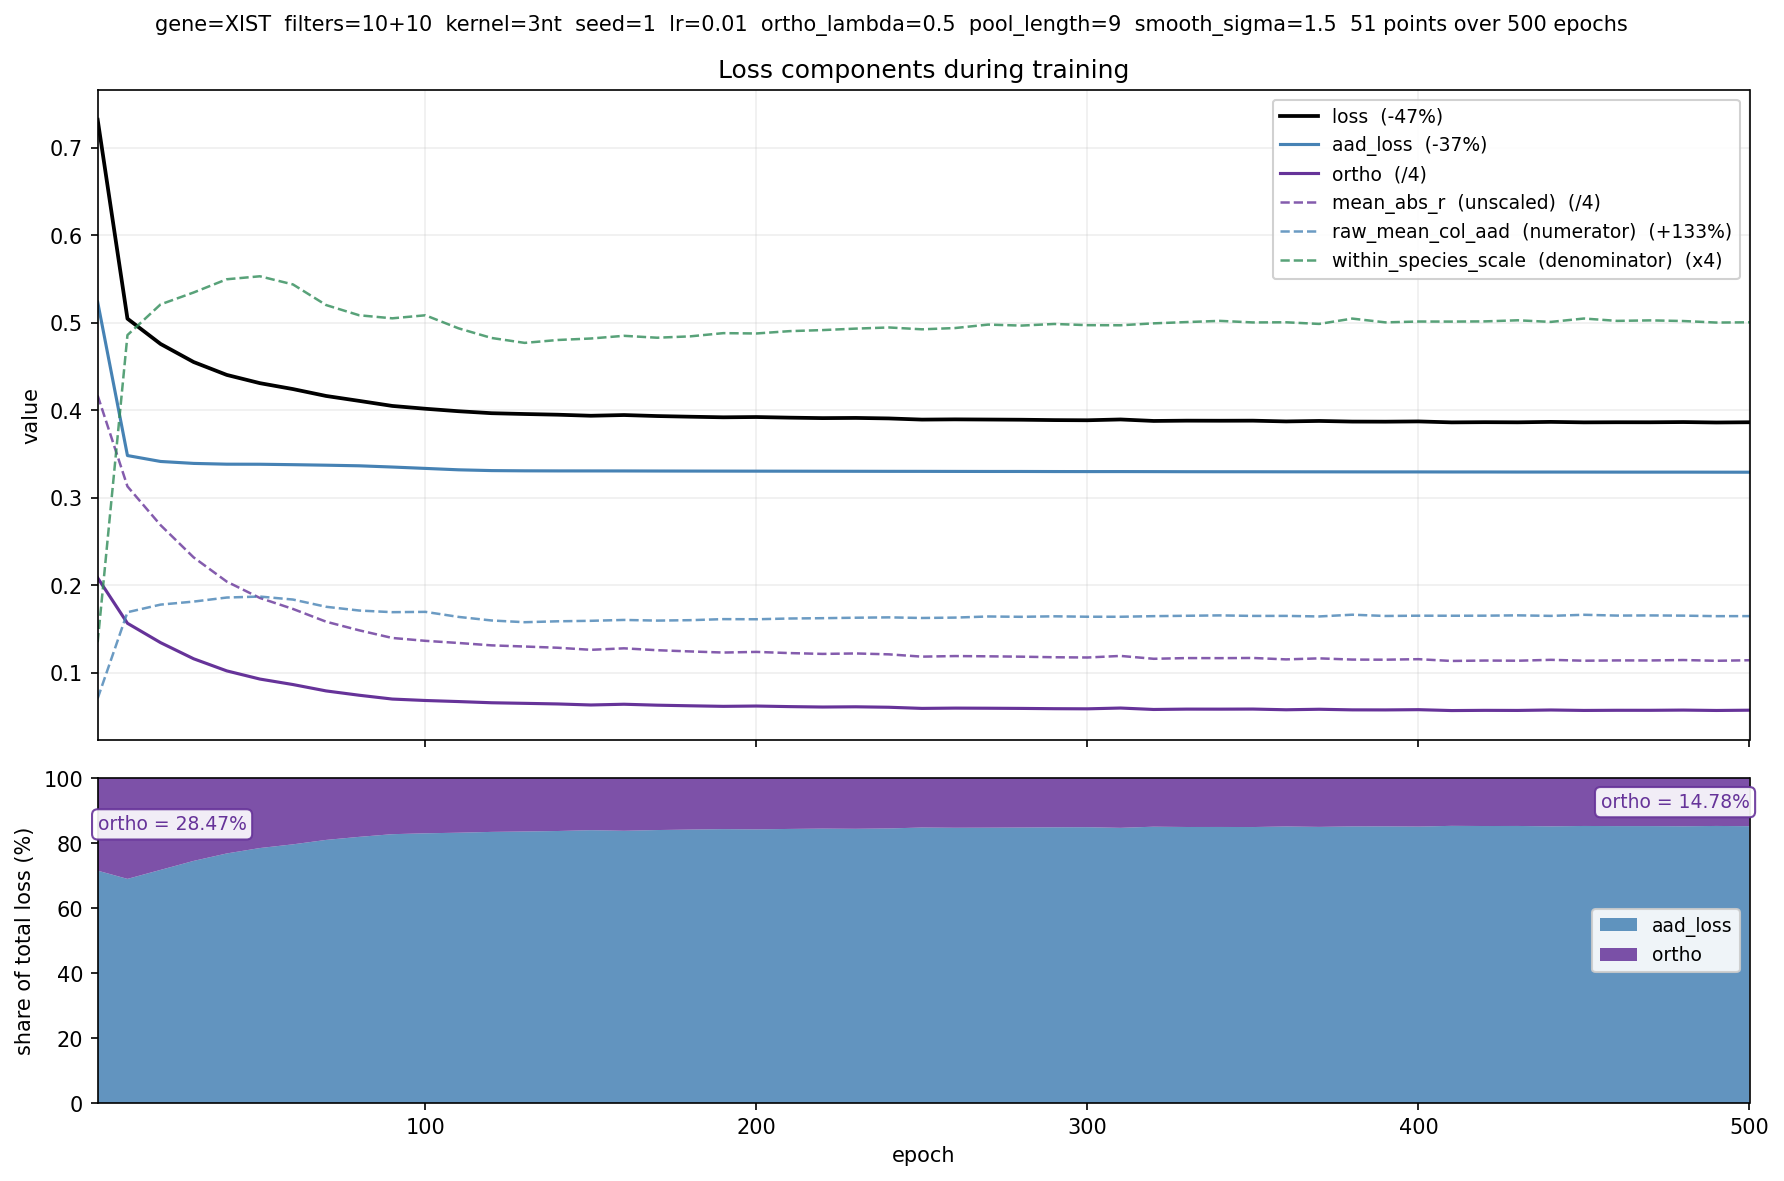 gene=XIST  filters=10+10  kernel=3nt  seed=1  lr=0.01  ortho_lambda=0.5  pool_length=9  smooth_sigma=1.5  51 points over 500 epochs
Loss components during training
loss  (-47%)
aad_loss  (-37%)
ortho  (/4)
mean_abs_r  (unscaled)  (/4)
raw_mean_col_aad  (numerator)  (+133%)
within_species_scale  (denominator)  (x4)
value
0.7
0.6
0.5
0.4
0.3
0.2
0.1
share of total loss (%)
100
80
60
40
20
0
ortho = 28.47%
ortho = 14.78%
aad_loss
ortho
100
200
300
400
500
epoch